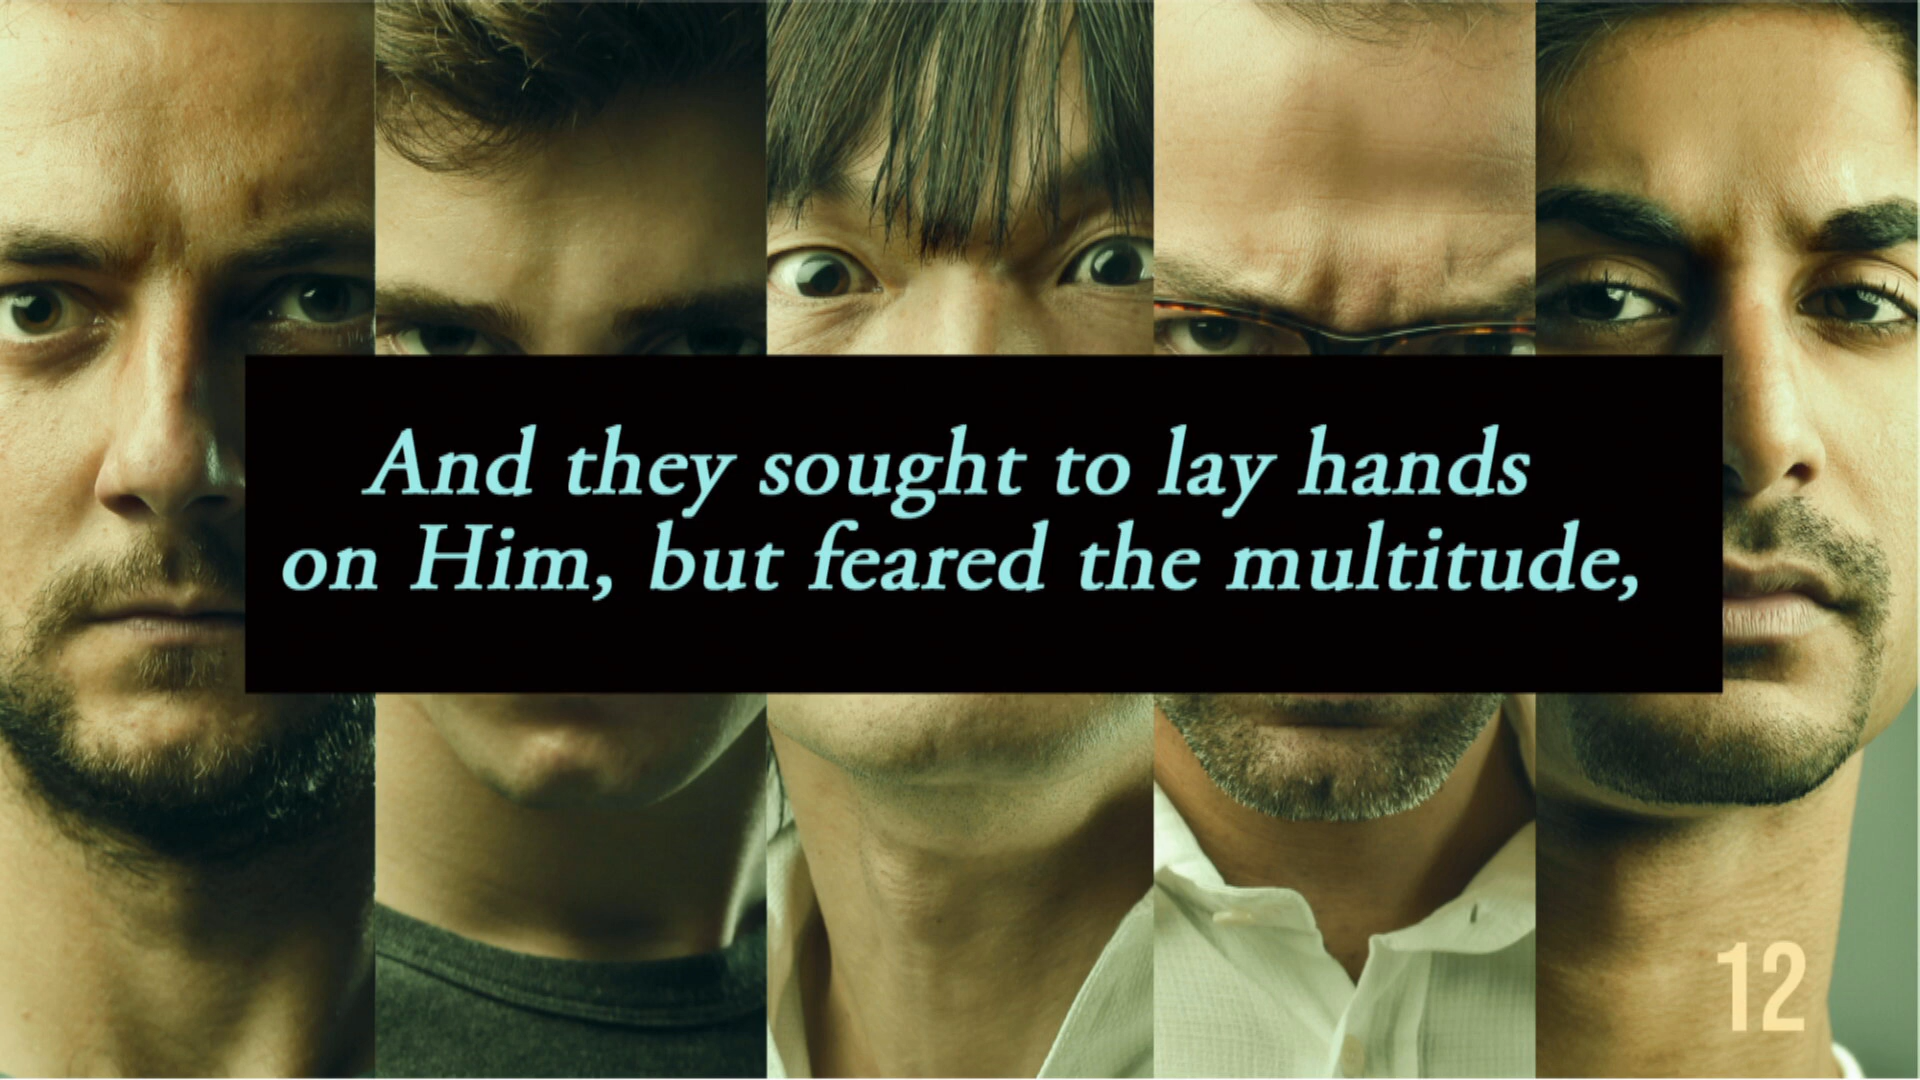 And they sought to lay hands
on Him, but feared the multitude,
12